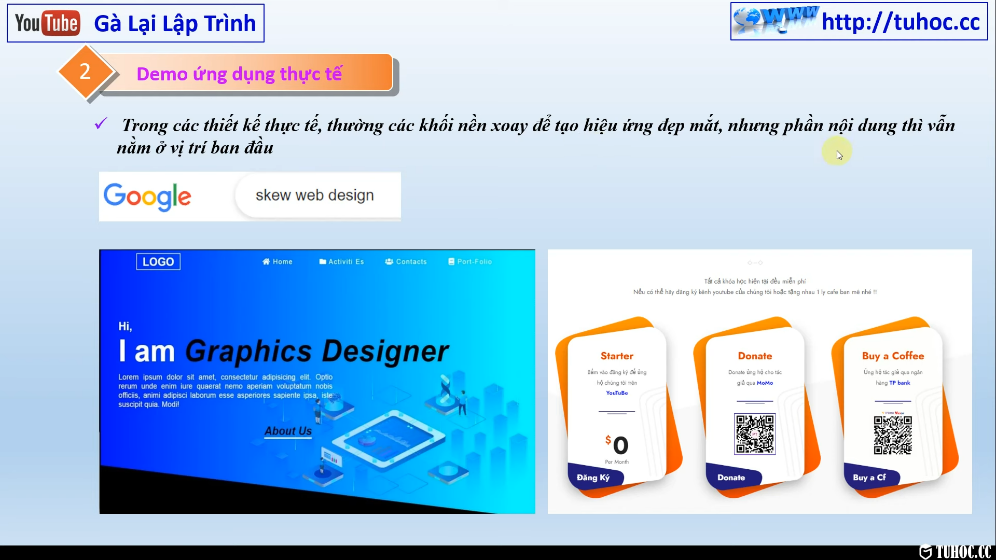 YouTube Gà Lại Lập Trình
www http://tuhoc.cc
2 Demo ứng dụng thực tế
✓ Trong các thiết kế thực tế, thường các khối nền xoay để tạo hiệu ứng đẹp mắt, nhưng phần nội dung thì vẫn
nằm ở vị trí ban đầu
Google skew web design
LOGO Home Activiti Es Contacts Port-Folio
Hi,
I am Graphics Designer
Lorem ipsum dolor sit amet, consectetur adipisicing elit. Optio
rerum unde enim iure quaerat nemo aperiam voluptatum nobis
officiis, animi adipisci laborum esse asperiores sapiente ipsa, iste
suscipit quia. Modi!
About Us
Tất cả khóa học hiện tại đều miễn phí
Nếu có thể hãy đăng ký kênh youtube của chúng tôi hoặc tặng nhau 1 ly cafe bạn mê nhé !!
Starter
Bấm vào đăng ký để ủng
hộ chúng tôi trên
YouTuBe
$0
Per Month
Đăng Ký
Donate
Donate ủng hộ cho tác
giả qua MoMo
Donate
Buy a Coffee
Ủng hộ tác giả qua ngân
hàng TP bank
Buy a Cf
TUHOC.CC